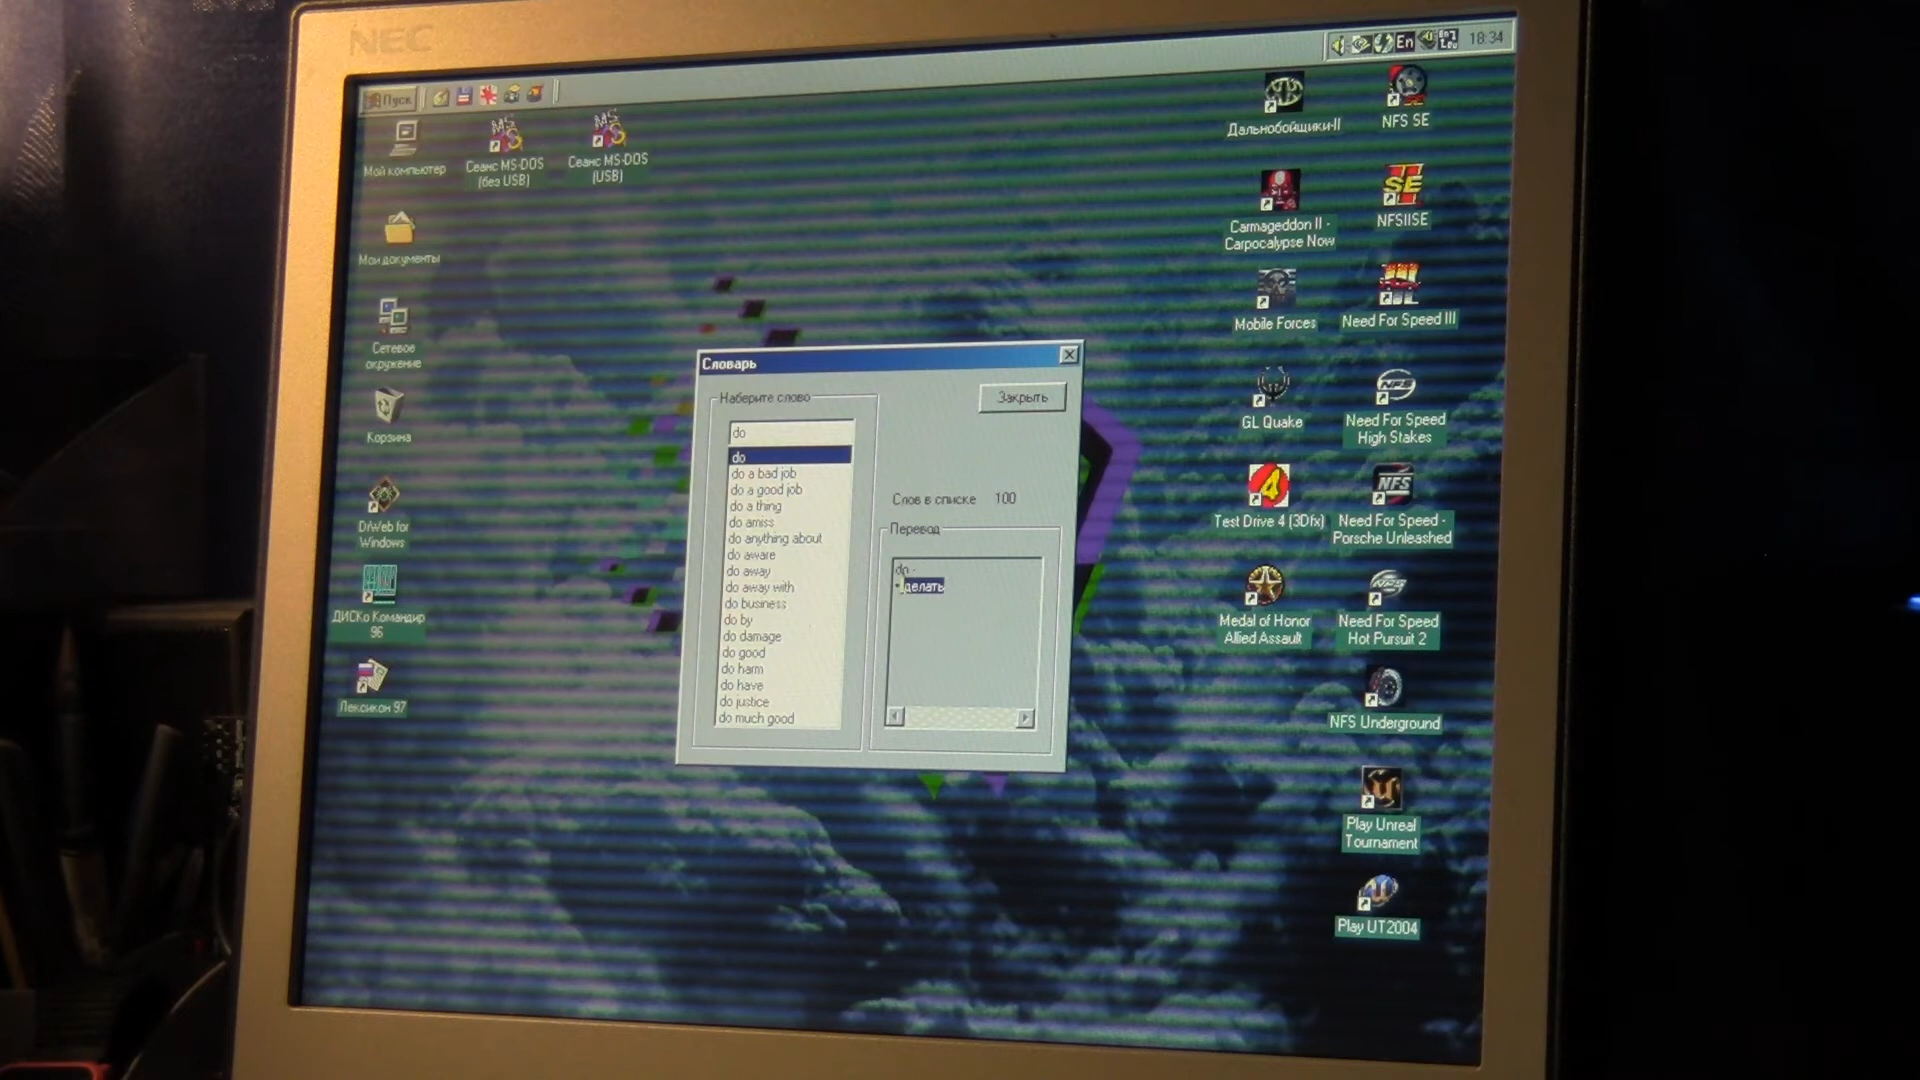 NEC
En
En
18:34
Пуск
Мой компьютер
Сеанс MS-DOS
(без USB)
Сеанс MS-DOS
(USB)
Мои документы
Сетевое
окружение
Корзина
DrWeb for
Windows
ДИСКо Командир
96
Лексикон 97
Словарь
Наберите слово
Закрыть
do
do
do a bad job
do a good job
do a thing
do amiss
do anything about
do aware
do away
do away with
do business
do by
do damage
do good
do harm
do have
do justice
do much good
Слов в списке 100
Перевод
do -
делать
Дальнобойщики-II
NFS SE
Carmageddon II -
Carpocalypse Now
SE
NFSIISE
Mobile Forces
Need For Speed III
GL Quake
NFS
Need For Speed
High Stakes
4
Test Drive 4 (3Dfx)
NFS
Need For Speed -
Porsche Unleashed
Medal of Honor
Allied Assault
Need For Speed
Hot Pursuit 2
NFS Underground
Play Unreal
Tournament
Play UT2004